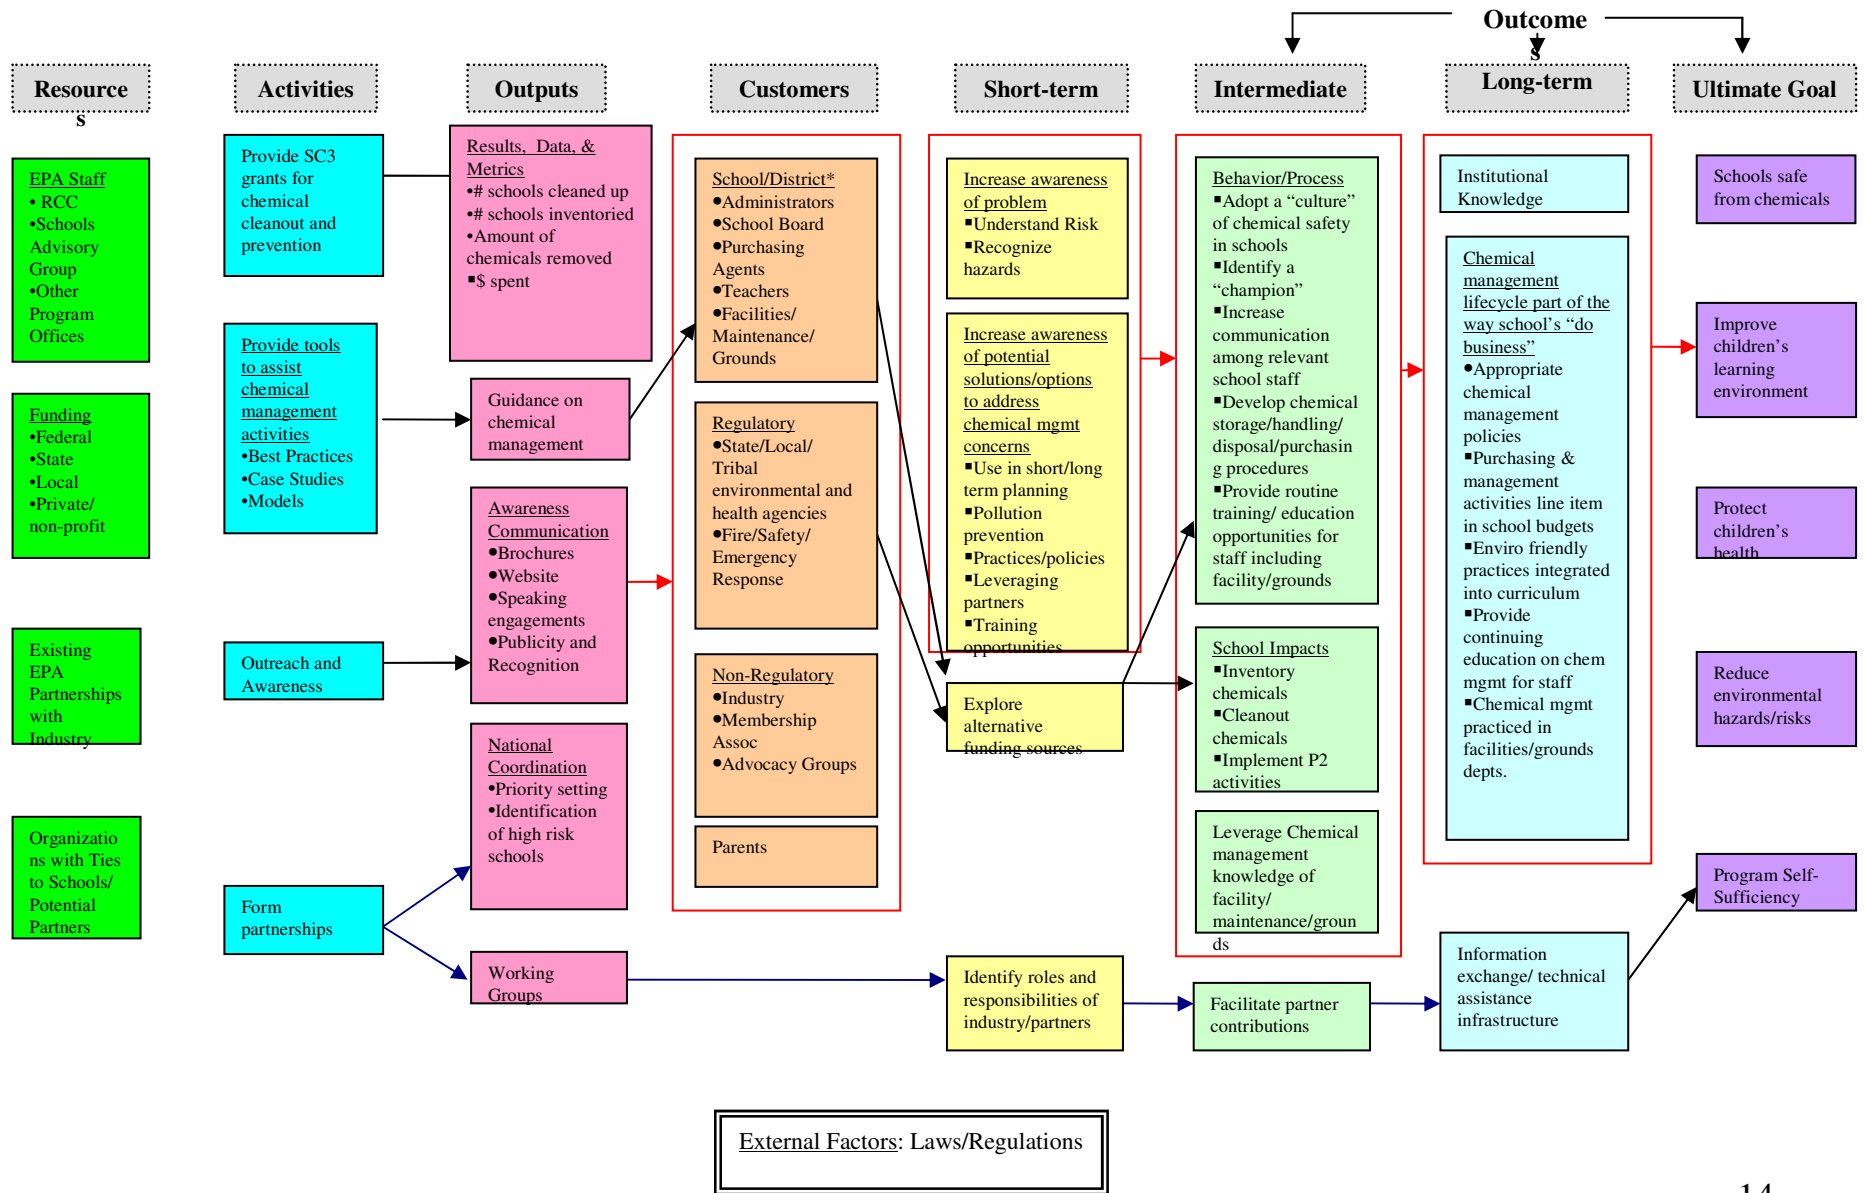 Outcome
s
Resource
s
Activities
Outputs
Customers
Short-term
Intermediate
Long-term
Ultimate Goal
EPA Staff
• RCC
•Schools
Advisory
Group
•Other
Program
Offices
Funding
•Federal
•State
•Local
•Private/
non-profit
Existing
EPA
Partnerships
with
Industry
Organizatio
ns with Ties
to Schools/
Potential
Partners
Provide SC3
grants for
chemical
cleanout and
prevention
Provide tools
to assist
chemical
management
activities
•Best Practices
•Case Studies
•Models
Outreach and
Awareness
Form
partnerships
Results, Data, &
Metrics
•# schools cleaned up
•# schools inventoried
•Amount of
chemicals removed
▪$ spent
Guidance on
chemical
management
Awareness
Communication
●Brochures
●Website
●Speaking
engagements
●Publicity and
Recognition
National
Coordination
•Priority setting
•Identification
of high risk
schools
Working
Groups
School/District*
●Administrators
●School Board
●Purchasing
Agents
●Teachers
●Facilities/
Maintenance/
Grounds
Regulatory
●State/Local/
Tribal
environmental and
health agencies
●Fire/Safety/
Emergency
Response
Non-Regulatory
●Industry
●Membership
Assoc
●Advocacy Groups
Parents
Increase awareness
of problem
▪Understand Risk
▪Recognize
hazards
Increase awareness
of potential
solutions/options
to address
chemical mgmt
concerns
▪Use in short/long
term planning
▪Pollution
prevention
▪Practices/policies
▪Leveraging
partners
▪Training
opportunities
Explore
alternative
funding sources
Identify roles and
responsibilities of
industry/partners
Behavior/Process
▪Adopt a “culture”
of chemical safety
in schools
▪Identify a
“champion”
▪Increase
communication
among relevant
school staff
▪Develop chemical
storage/handling/
disposal/purchasin
g procedures
▪Provide routine
training/ education
opportunities for
staff including
facility/grounds
School Impacts
▪Inventory
chemicals
▪Cleanout
chemicals
▪Implement P2
activities
Leverage Chemical
management
knowledge of
facility/
maintenance/groun
ds
Facilitate partner
contributions
Institutional
Knowledge
Chemical
management
lifecycle part of the
way school’s “do
business”
●Appropriate
chemical
management
policies
▪Purchasing &
management
activities line item
in school budgets
▪Enviro friendly
practices integrated
into curriculum
▪Provide
continuing
education on chem
mgmt for staff
▪Chemical mgmt
practiced in
facilities/grounds
depts.
Information
exchange/ technical
assistance
infrastructure
Schools safe
from chemicals
Improve
children’s
learning
environment
Protect
children’s
health
Reduce
environmental
hazards/risks
Program Self-
Sufficiency
External Factors: Laws/Regulations
14